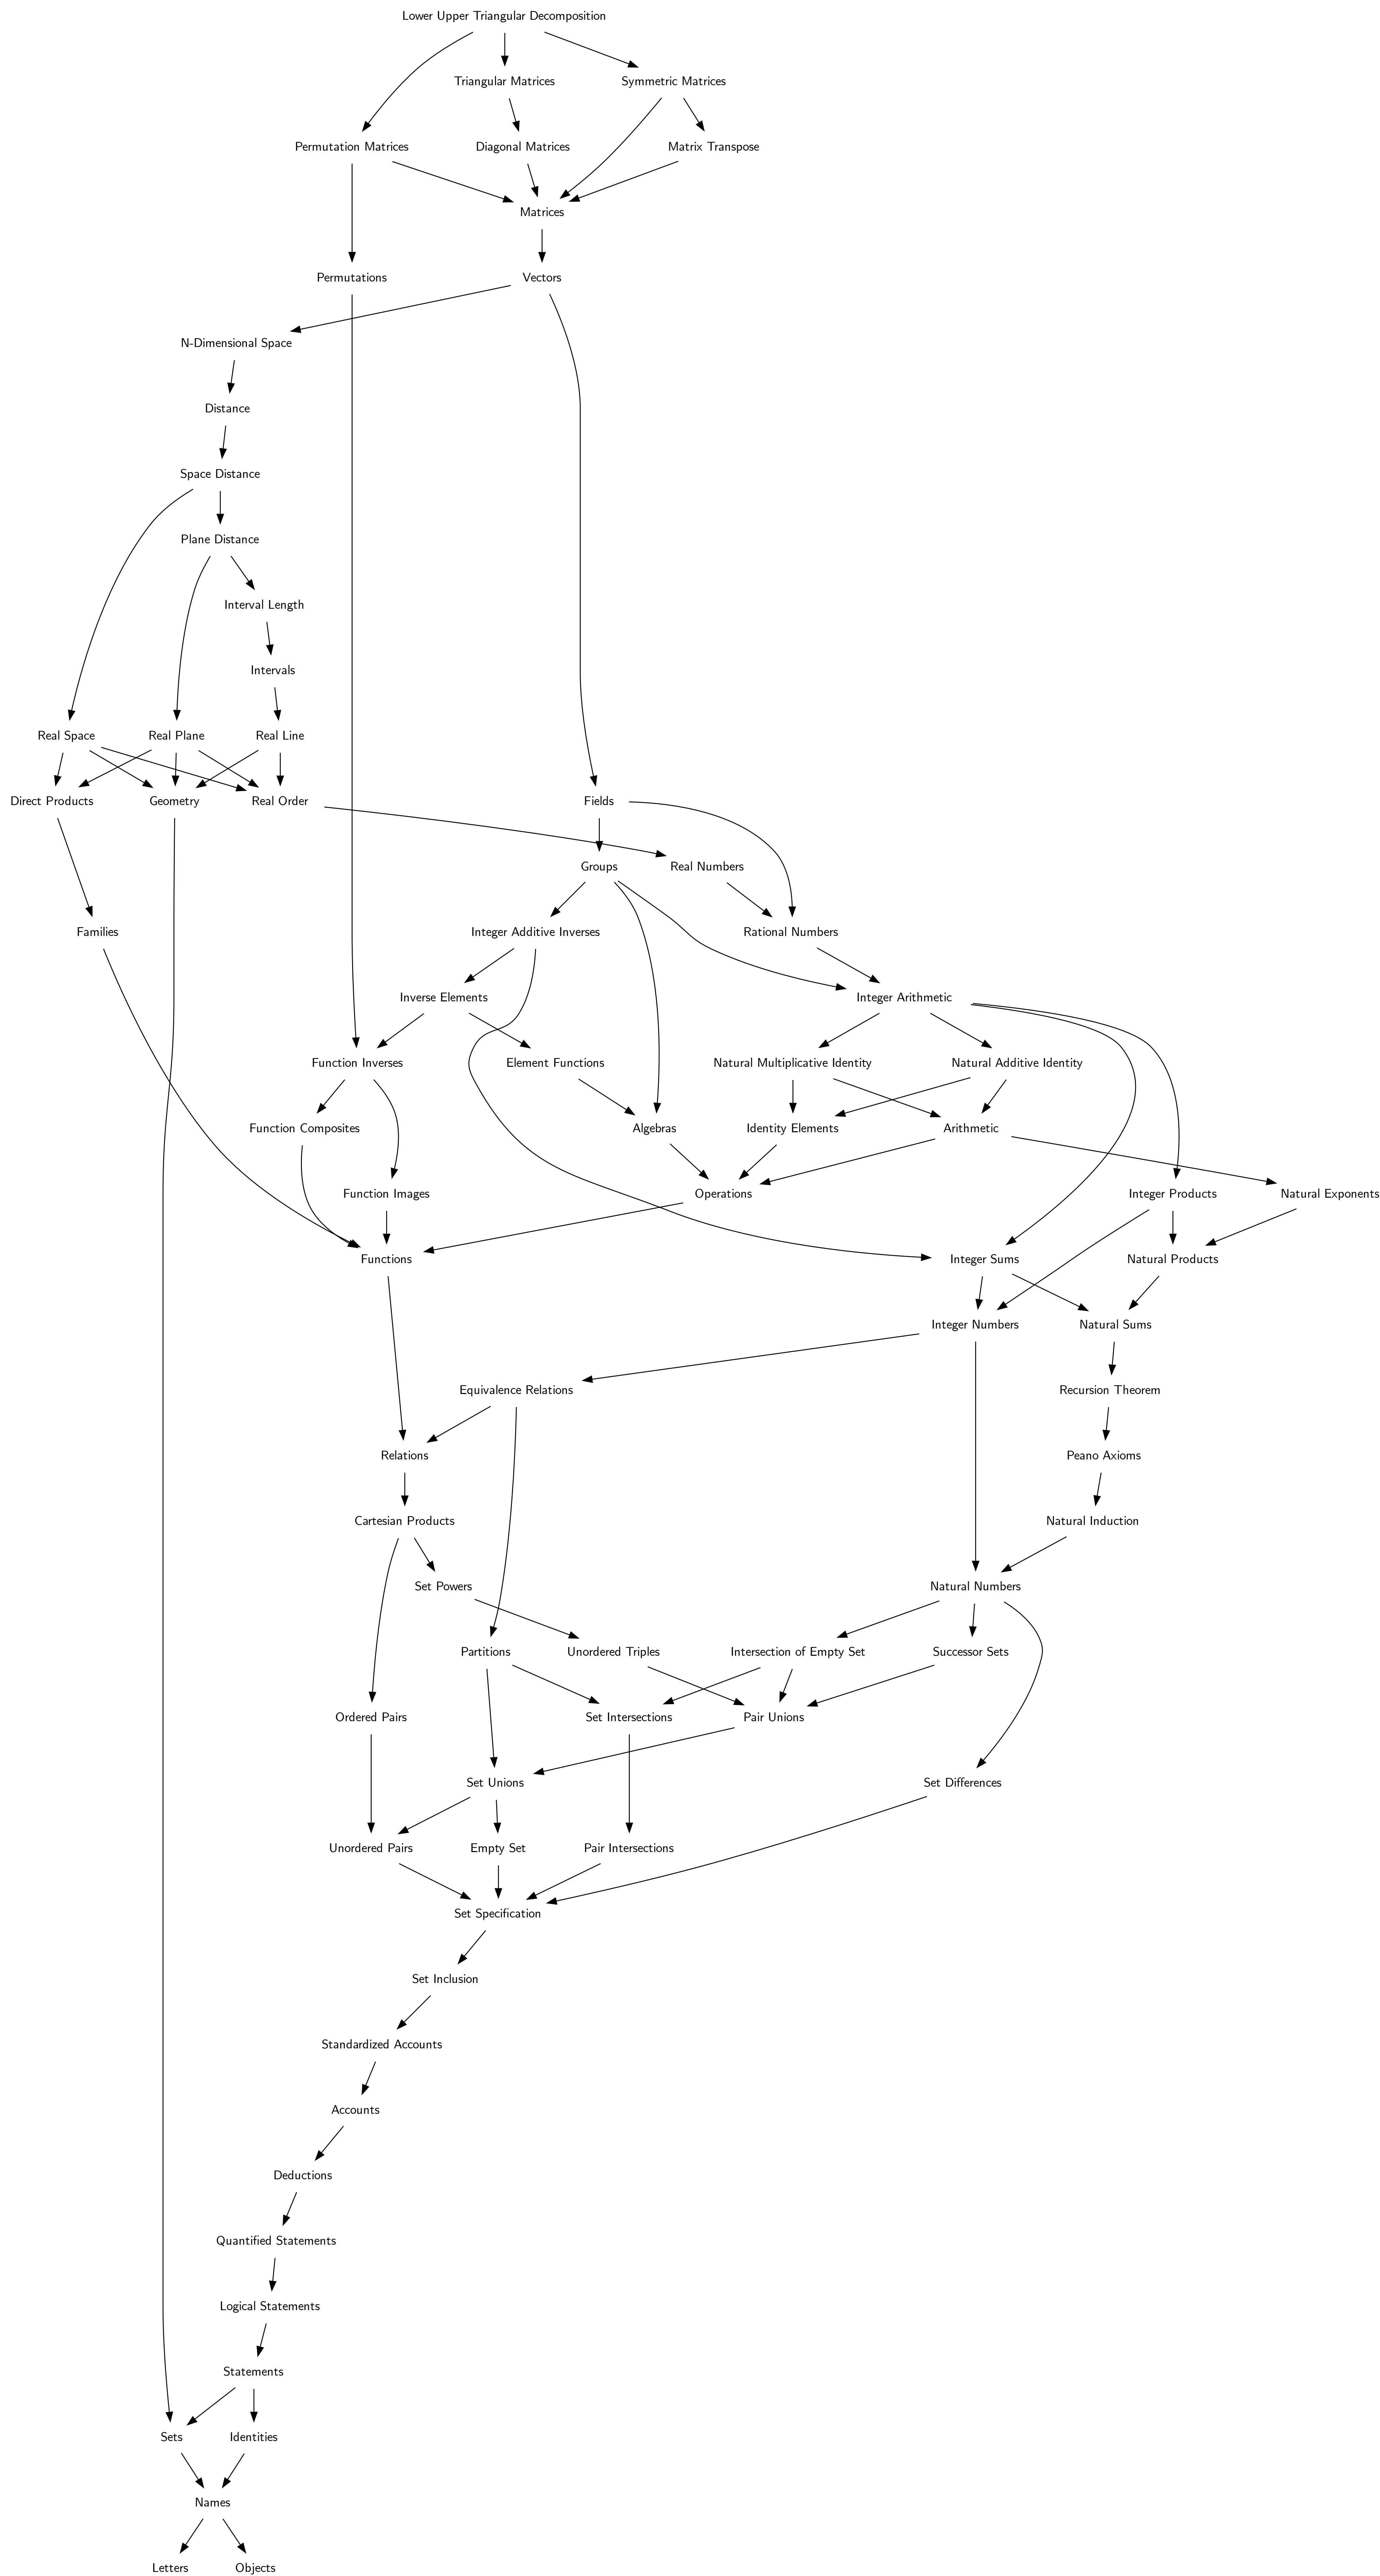 Lower Upper Triangular Decomposition
Triangular Matrices
Symmetric Matrices
Permutation Matrices
Diagonal Matrices
Matrix Transpose
Matrices
Permutations
Vectors
N-Dimensional Space
Distance
Space Distance
Plane Distance
Interval Length
Intervals
Real Space
Real Plane
Real Line
Direct Products
Geometry
Real Order
Fields
Groups
Real Numbers
Families
Integer Additive Inverses
Rational Numbers
Inverse Elements
Integer Arithmetic
Function Inverses
Element Functions
Natural Multiplicative Identity
Natural Additive Identity
Function Composites
Algebras
Identity Elements
Arithmetic
Function Images
Operations
Integer Products
Natural Exponents
Functions
Integer Sums
Natural Products
Integer Numbers
Natural Sums
Equivalence Relations
Recursion Theorem
Relations
Peano Axioms
Cartesian Products
Natural Induction
Set Powers
Natural Numbers
Partitions
Unordered Triples
Intersection of Empty Set
Successor Sets
Ordered Pairs
Set Intersections
Pair Unions
Set Unions
Set Differences
Unordered Pairs
Empty Set
Pair Intersections
Set Specification
Set Inclusion
Standardized Accounts
Accounts
Deductions
Quantified Statements
Logical Statements
Statements
Sets
Identities
Names
Letters
Objects